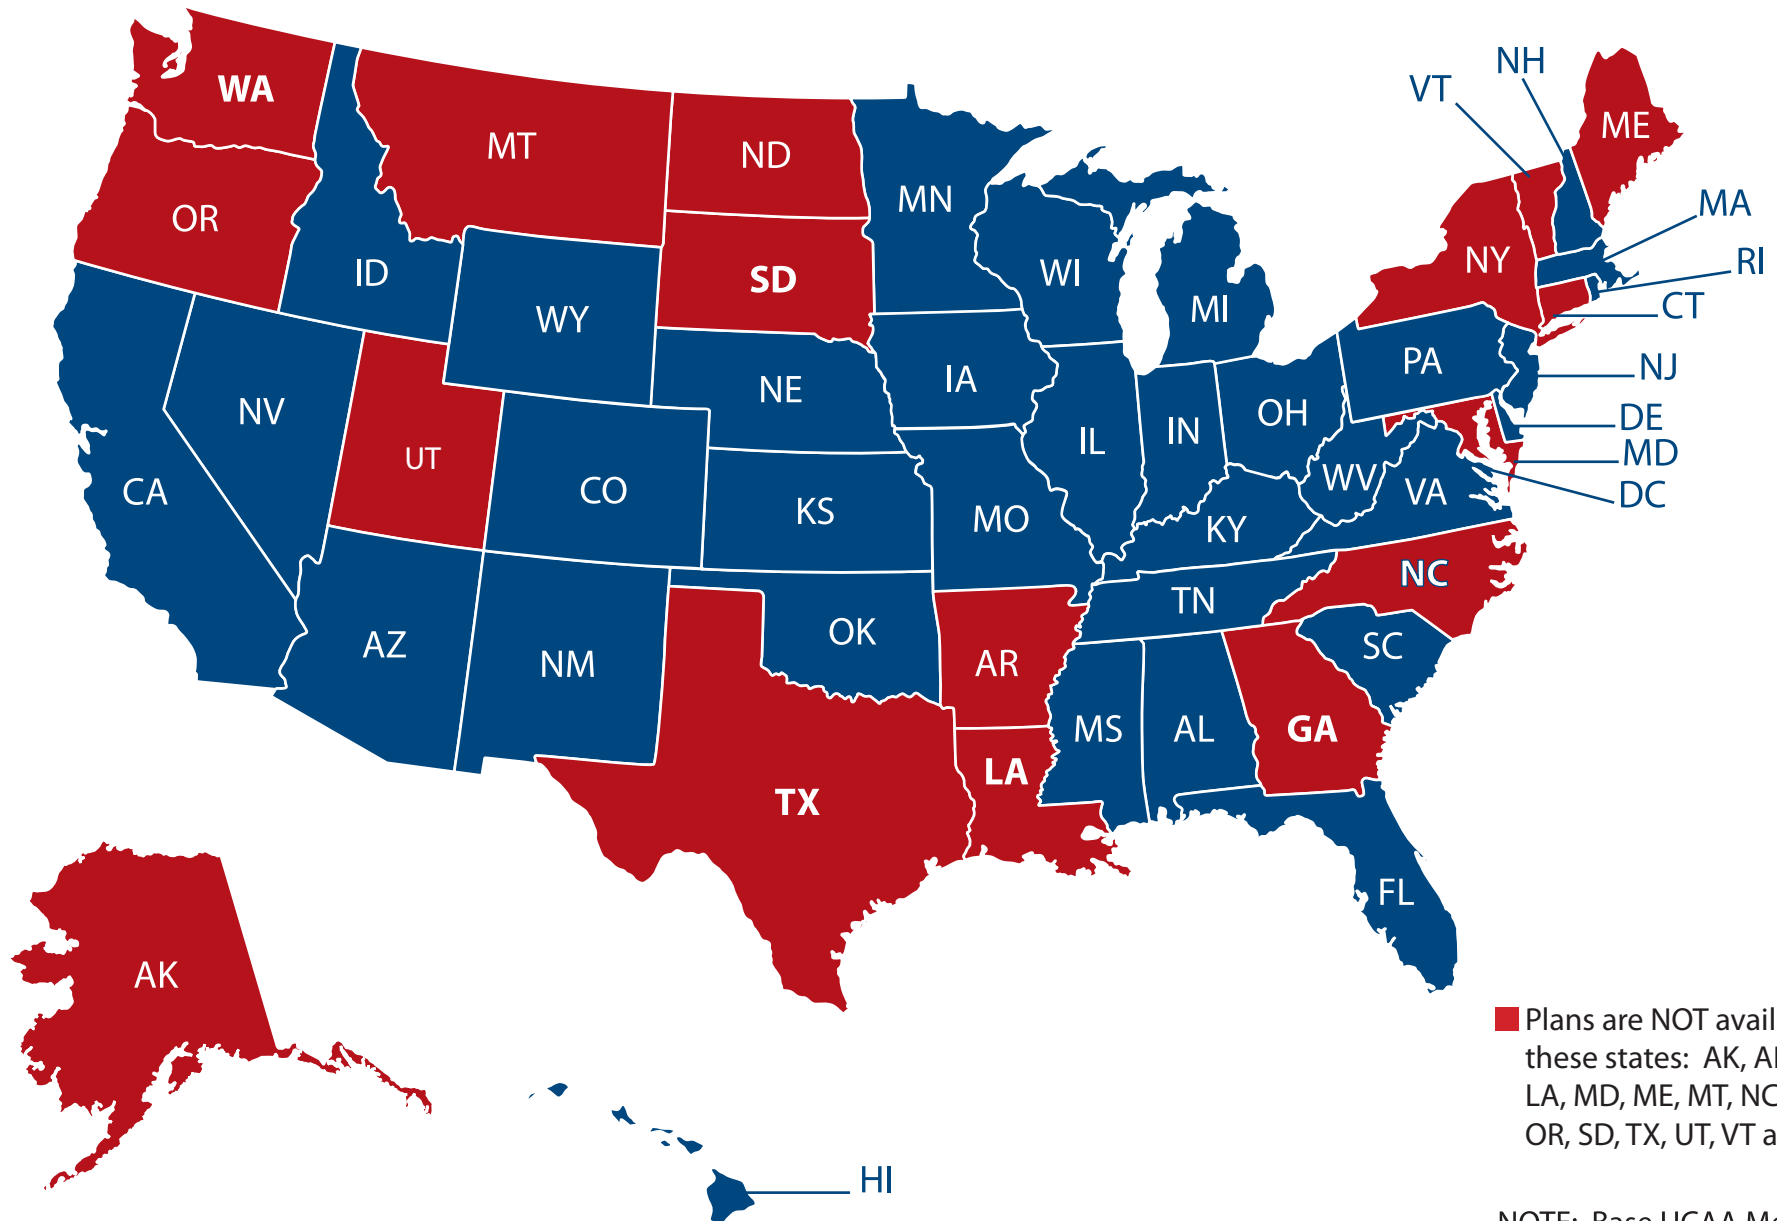 NH
VT
WA
ME
MT
ND
MN
MA
OR
NY
RI
ID
SD
WI
CT
WY
MI
PA
NJ
IA
NE
NV
OH
DE
IL
IN
UT
MD
CA
CO
WV
VA
DC
KS
MO
KY
NC
TN
AZ
OK
SC
NM
AR
MS
AL
GA
LA
TX
FL
AK
Plans are NOT avail
these states: AK, A
LA, MD, ME, MT, NC
OR, SD, TX, UT, VT a
HI
NOTE: Base UCAA M